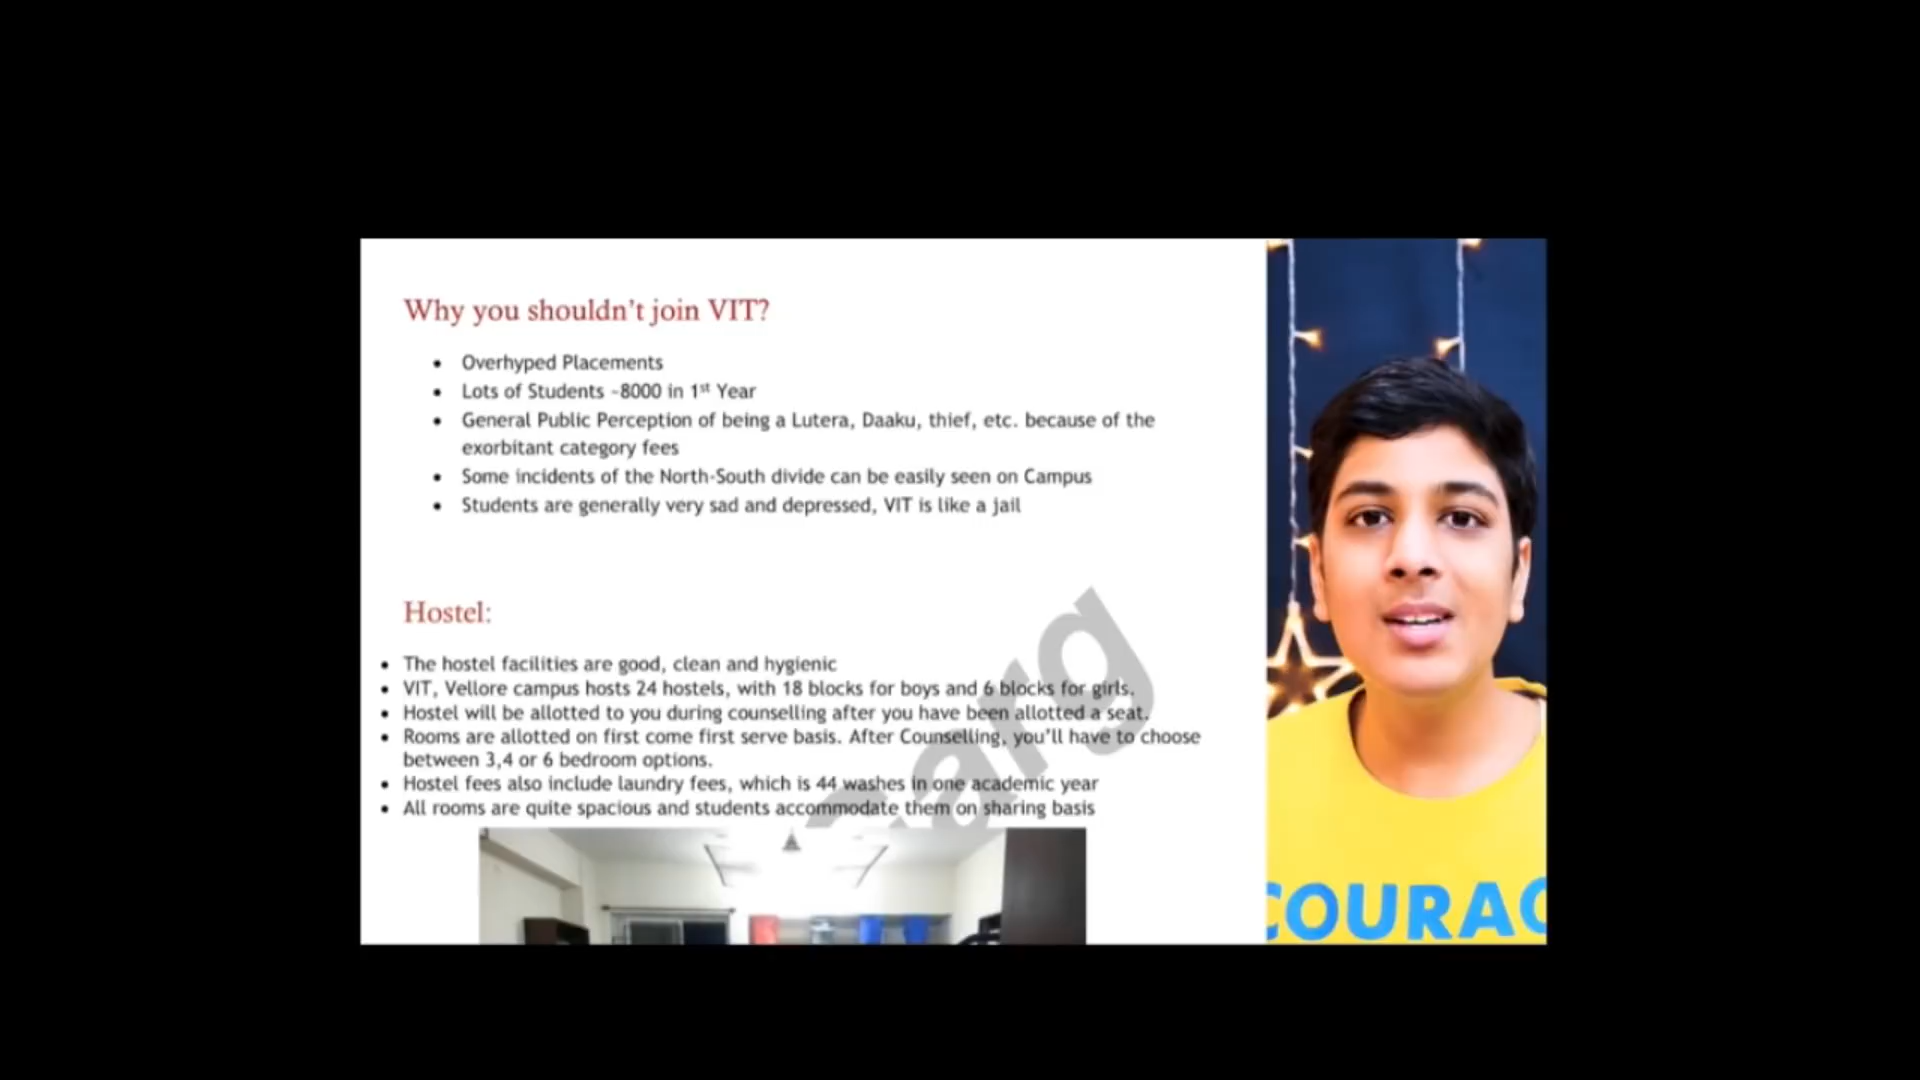 Why you shouldn't join VIT?
• Overhyped Placements
• Lots of Students ~8000 in 1st Year
• General Public Perception of being a Lutera, Daaku, thief, etc. because of the
exorbitant category fees
• Some incidents of the North-South divide can be easily seen on Campus
• Students are generally very sad and depressed, VIT is like a jail
Hostel:
• The hostel facilities are good, clean and hygienic
• VIT, Vellore campus hosts 24 hostels, with 18 blocks for boys and 6 blocks for girls.
• Hostel will be allotted to you during counselling after you have been allotted a seat.
• Rooms are allotted on first come first serve basis. After Counselling, you'll have to choose
between 3,4 or 6 bedroom options.
• Hostel fees also include laundry fees, which is 44 washes in one academic year
• All rooms are quite spacious and students accommodate them on sharing basis
Garg
COURAG